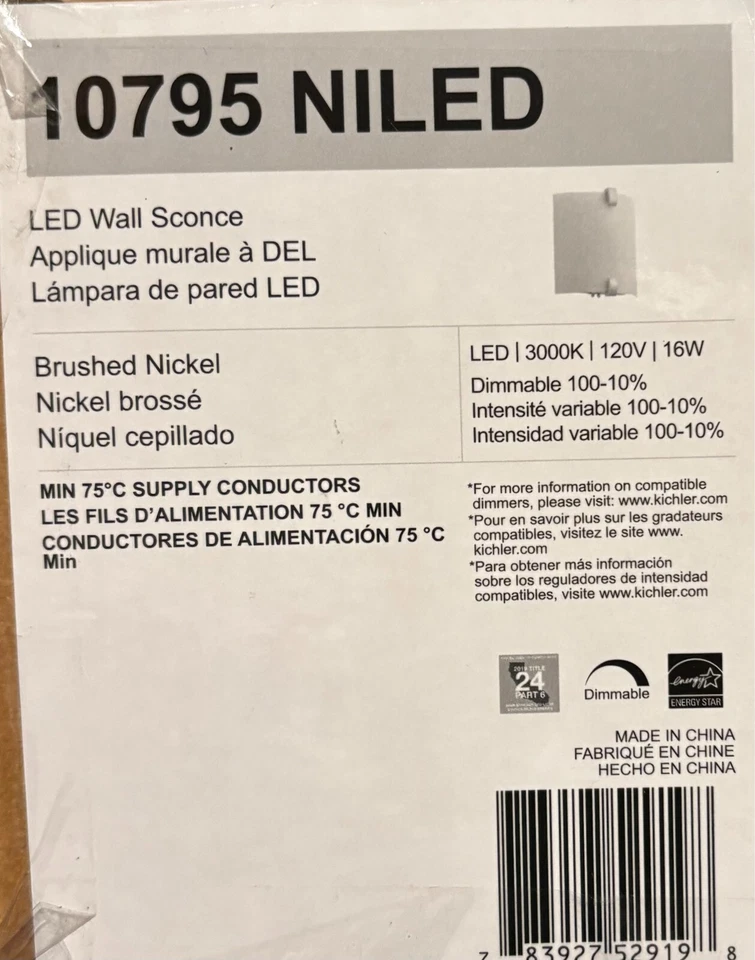 10795 NILED
LED Wall Sconce
Applique murale à DEL
Lámpara de pared LED
Brushed Nickel
Nickel brossé
Níquel cepillado
LED | 3000K | 120V | 16W
Dimmable 100-10%
Intensité variable 100-10%
Intensidad variable 100-10%
MIN 75°C SUPPLY CONDUCTORS
LES FILS D'ALIMENTATION 75 °C MIN
CONDUCTORES DE ALIMENTACIÓN 75 °C
Min
*For more information on compatible
dimmers, please visit: www.kichler.com
*Pour en savoir plus sur les gradateurs
compatibles, visitez le site www.
kichler.com
*Para obtener más información
sobre los reguladores de intensidad
compatibles, visite www.kichler.com
TITLE
24
PART 6
Dimmable
energy
ENERGY STAR
MADE IN CHINA
FABRIQUÉ EN CHINE
HECHO EN CHINA
7 83927 52919 8